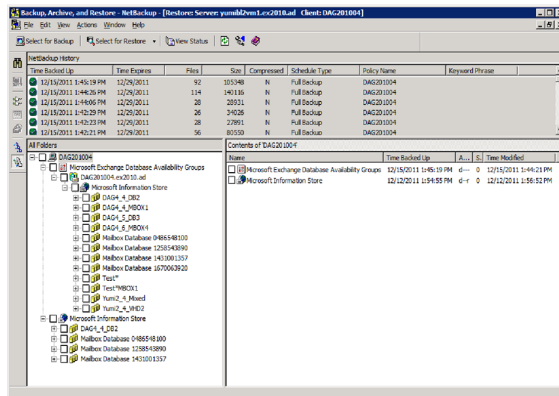 Backup, Archive, and Restore - NetBackup - [Restore: Server: yumibl2vm1.ex2010.ad Client: DAG201004]
File Edit View Actions Window Help
Select for Backup Select for Restore View Status
NetBackup History
Time Backed Up Time Expires Files Size Compressed Schedule Type Policy Name Keyword Phrase
12/15/2011 1:45:19 PM 12/29/2011 92 105348 N Full Backup DAG201004
12/15/2011 1:44:26 PM 12/29/2011 114 140116 N Full Backup DAG201004
12/15/2011 1:44:06 PM 12/29/2011 28 28931 N Full Backup DAG201004
12/15/2011 1:42:29 PM 12/29/2011 26 34026 N Full Backup DAG201004
12/15/2011 1:42:23 PM 12/29/2011 28 27891 N Full Backup DAG201004
12/15/2011 1:42:21 PM 12/29/2011 56 80550 N Full Backup DAG201004
All Folders
DAG201004
Microsoft Exchange Database Availability Groups
DAG201004.ex2010.ad
Microsoft Information Store
DAG4_4_DB2
DAG4_4_MBOX1
DAG4_5_DB3
DAG4_6_MBOX4
Mailbox Database 0486548100
Mailbox Database 1258543890
Mailbox Database 1431001357
Mailbox Database 1670063920
Test*
Test*MBOX1
Yumi2_4_Mixed
Yumi2_4_VHD2
Microsoft Information Store
DAG4_4_DB2
Mailbox Database 0486548100
Mailbox Database 1258543890
Mailbox Database 1431001357
Contents of 'DAG201004'
Name Time Backed Up A... S. Time Modified
Microsoft Exchange Database Availability Groups 12/15/2011 1:45:19 PM d--- 0 12/15/2011 1:44:21 PM
Microsoft Information Store 12/12/2011 1:54:55 PM d--r 0 12/12/2011 1:56:52 PM